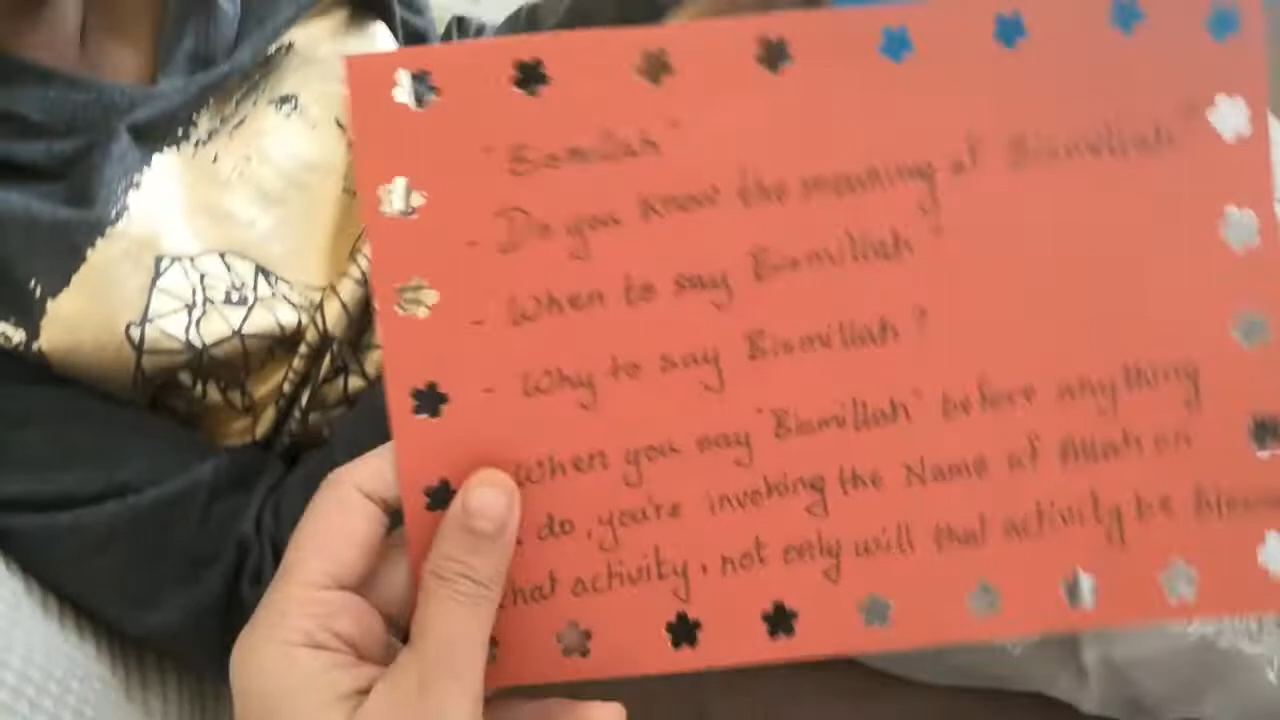 "Bismillah"
- Do you know the meaning of Bismillah"
- When to say Bismillah?
- Why to say Bismillah?
When you say "Bismillah" before anything
do, you're invoking the Name of Allah on
that activity, not only will that activity be